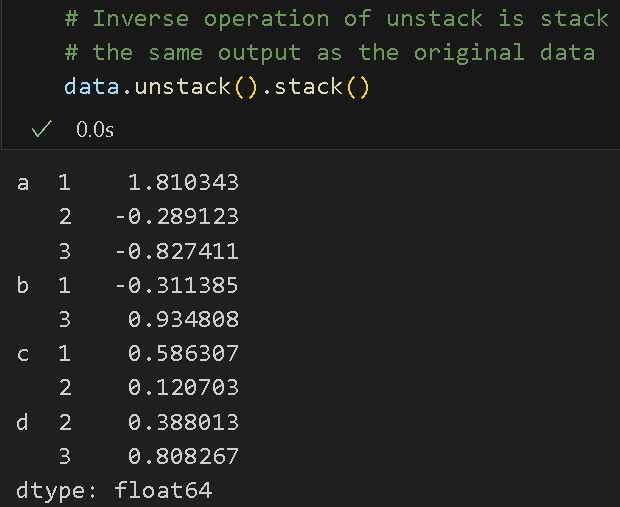 # Inverse operation of unstack is stack
# the same output as the original data
data.unstack().stack()
✓ 0.0s
a  1    1.810343
   2   -0.289123
   3   -0.827411
b  1   -0.311385
   3    0.934808
c  1    0.586307
   2    0.120703
d  2    0.388013
   3    0.808267
dtype: float64